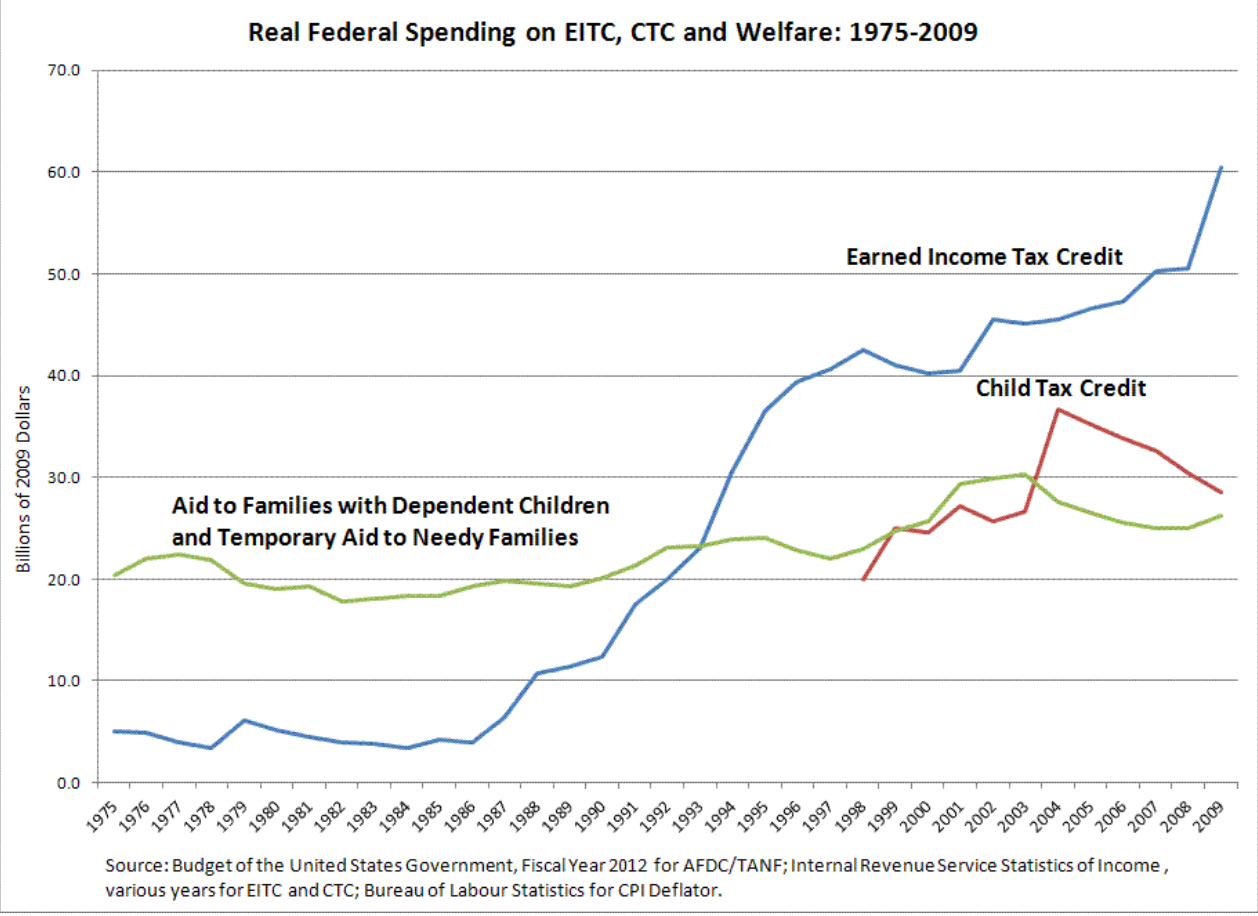 Real Federal Spending on EITC, CTC and Welfare: 1975-2009
70.0
60.0
50.0
40.0
30.0
20.0
10.0
0.0
Billions of 2009 Dollars
Earned Income Tax Credit
Child Tax Credit
Aid to Families with Dependent Children
and Temporary Aid to Needy Families
1975 1976 1977 1978 1979 1980 1981 1982 1983 1984 1985 1986 1987 1988 1989 1990 1991 1992 1993 1994 1995 1996 1997 1998 1999 2000 2001 2002 2003 2004 2005 2006 2007 2008 2009
Source: Budget of the United States Government, Fiscal Year 2012 for AFDC/TANF; Internal Revenue Service Statistics of Income ,
various years for EITC and CTC; Bureau of Labour Statistics for CPI Deflator.